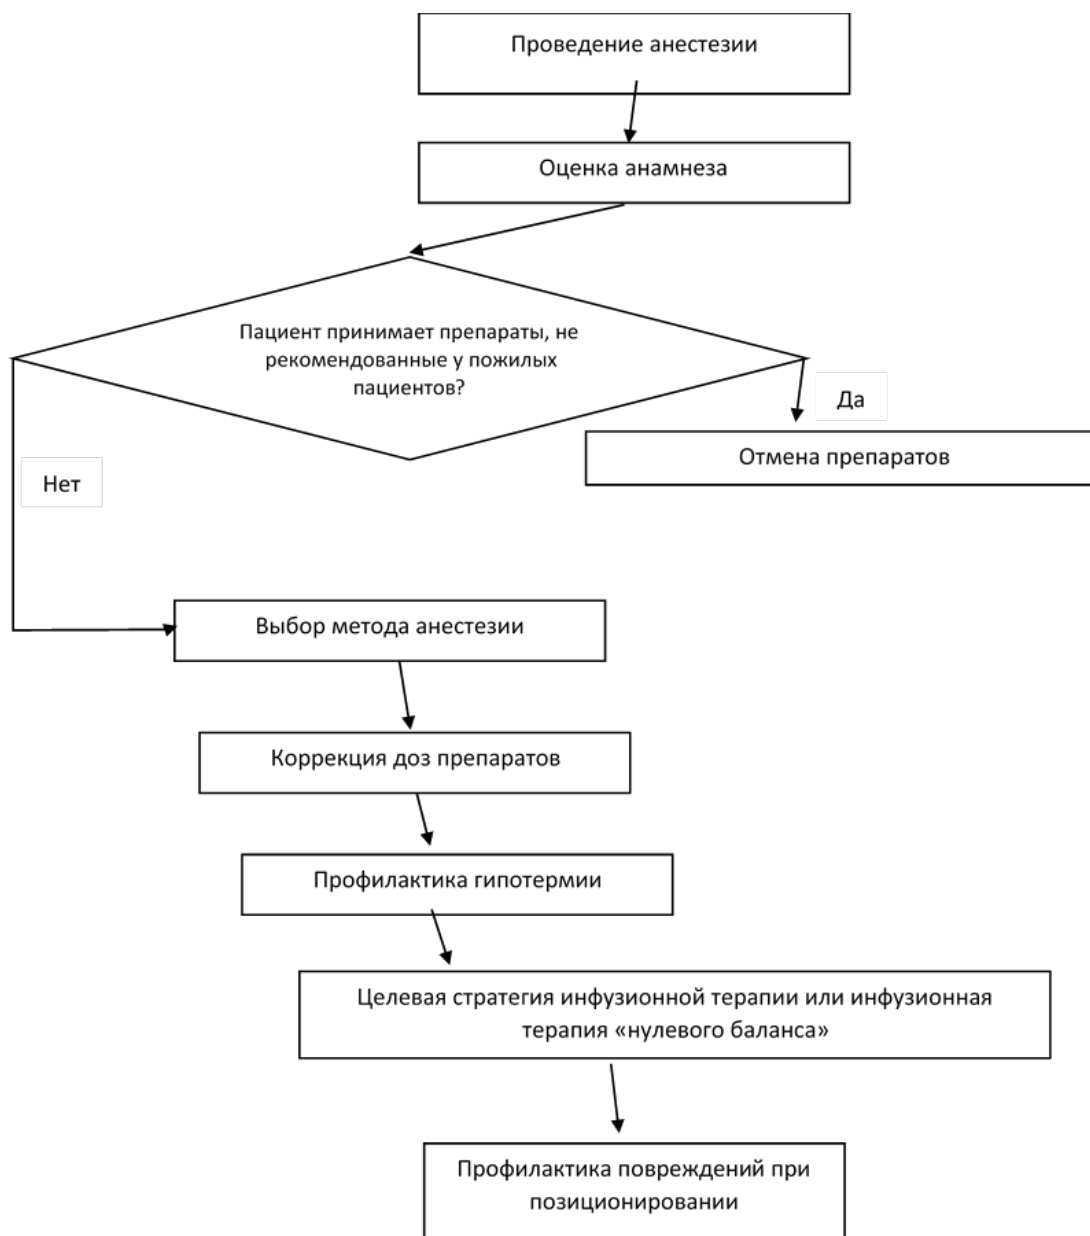 Проведение анестезии
Оценка анамнеза
Пациент принимает препараты, не
рекомендованные у пожилых
пациентов?
Да
Отмена препаратов
Нет
Выбор метода анестезии
Коррекция доз препаратов
Профилактика гипотермии
Целевая стратегия инфузионной терапии или инфузионная
терапия «нулевого баланса»
Профилактика повреждений при
позиционировании